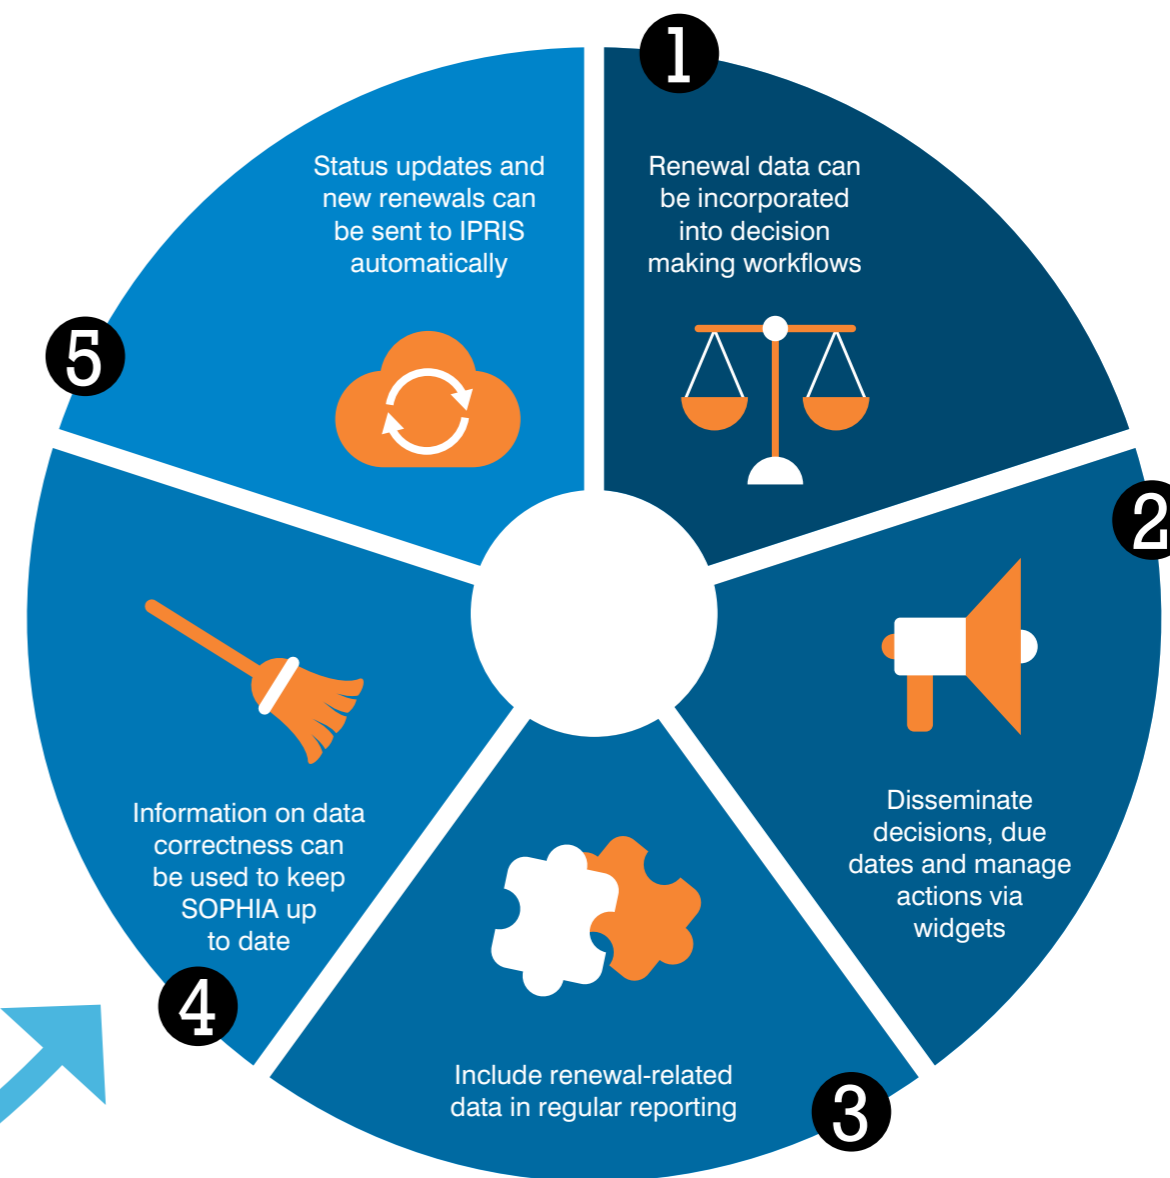 1
Renewal data can
be incorporated
into decision
making workflows
2
Disseminate
decisions, due
dates and manage
actions via
widgets
3
Include renewal-related
data in regular reporting
4
Information on data
correctness can
be used to keep
SOPHIA up
to date
5
Status updates and
new renewals can
be sent to IPRIS
automatically